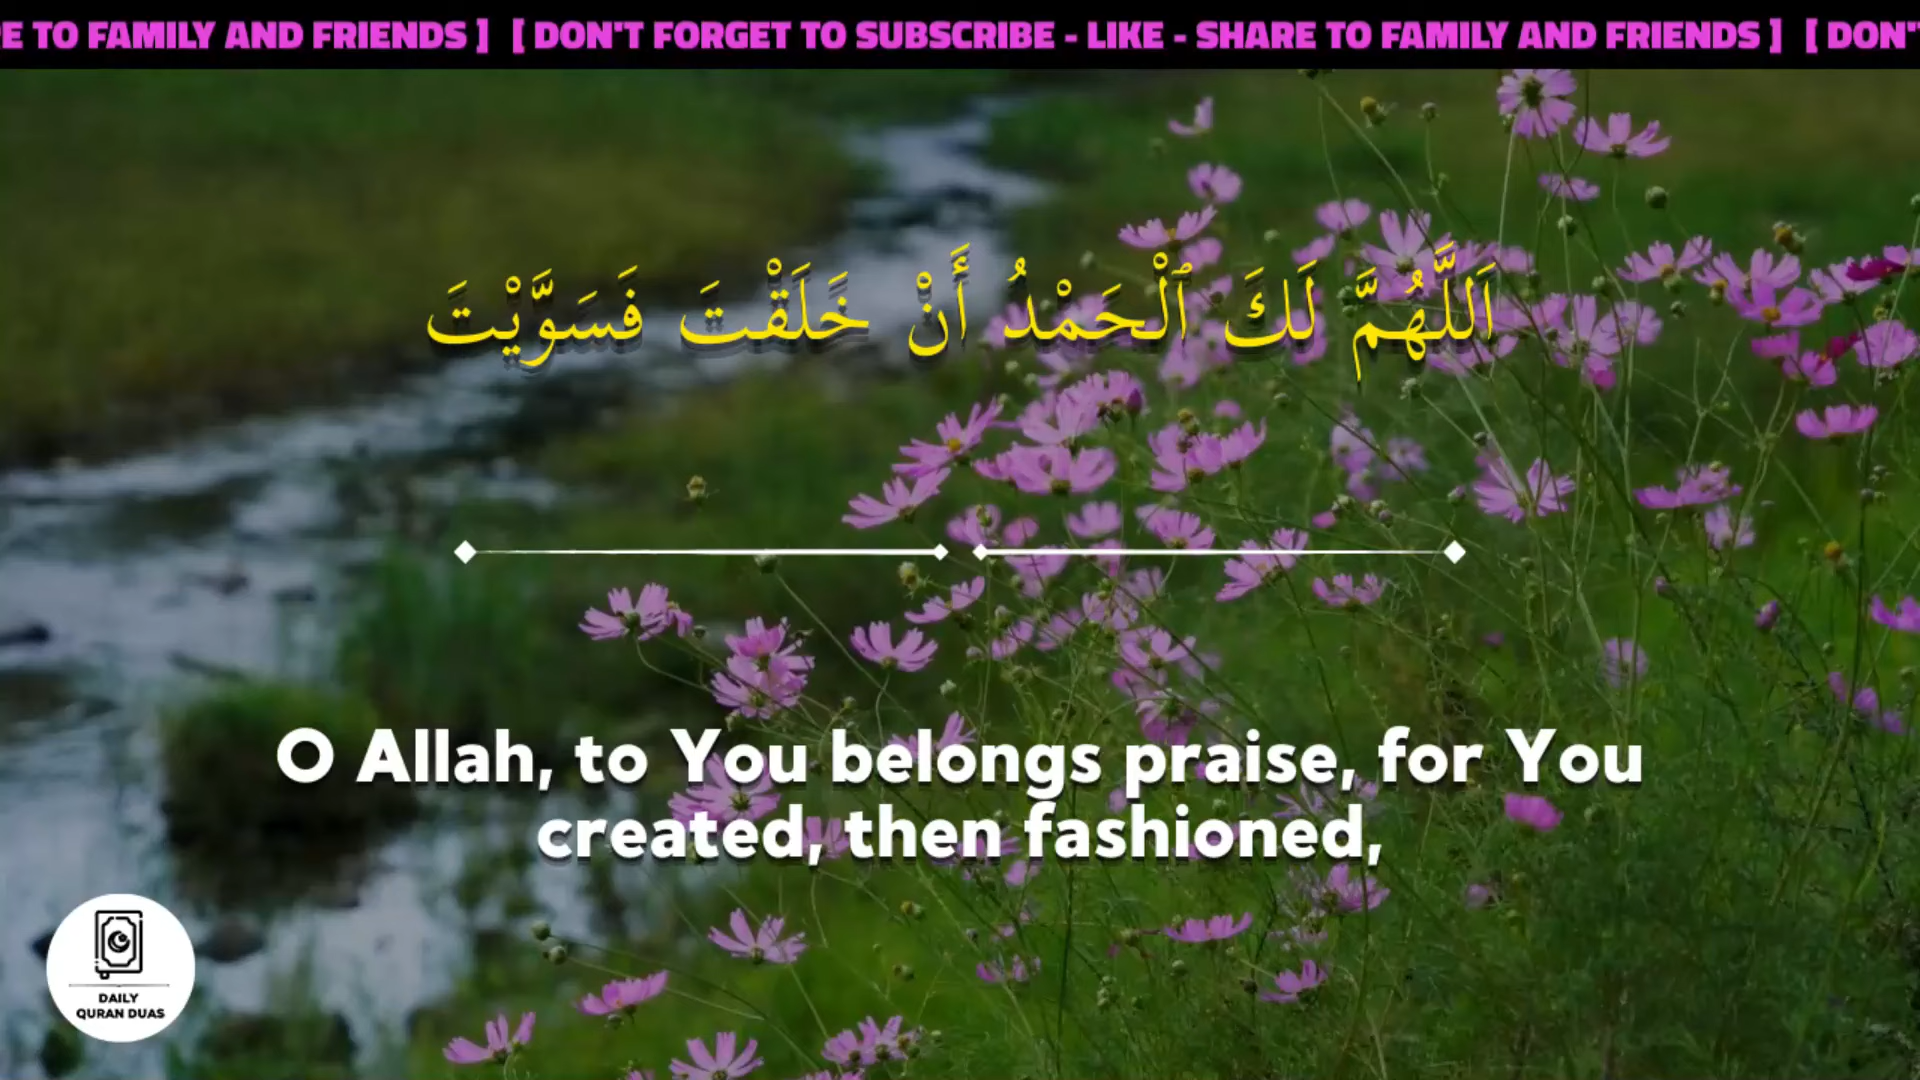 E TO FAMILY AND FRIENDS ] [ DON'T FORGET TO SUBSCRIBE - LIKE - SHARE TO FAMILY AND FRIENDS ] [ DON'T
اَللَّهُمَّ لَكَ ٱلْحَمْدُ أَنْ خَلَقْتَ فَسَوَّيْتَ
O Allah, to You belongs praise, for You
created, then fashioned,
DAILY
QURAN DUAS